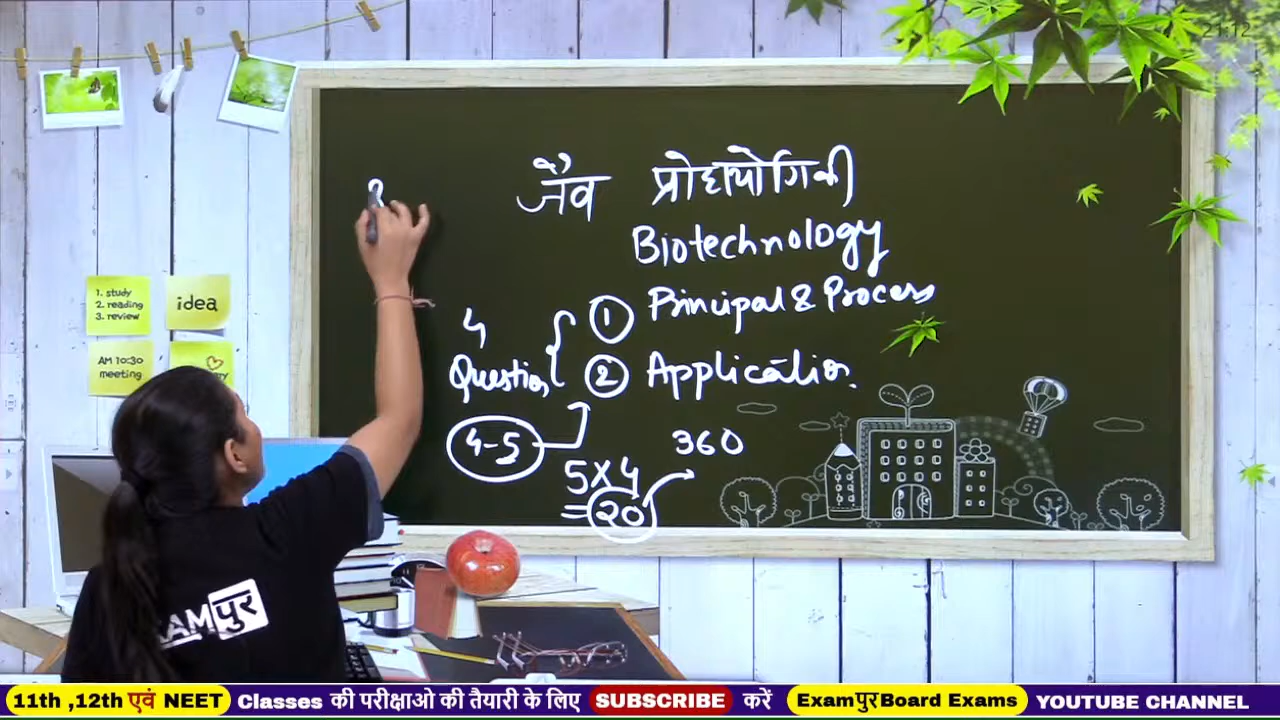 21:12
जैव प्रोद्यायोगिकी
Biotechnology
1 Principal & Process
4
Question
2 Application.
4-5
360
5X4
=20
1. study
2. reading
3. review
idea
AM 10:30
meeting
EXAMपुर
11th ,12th एवं NEET Classes की परीक्षाओ की तैयारी के लिए SUBSCRIBE करें Examपुर Board Exams YOUTUBE CHANNEL